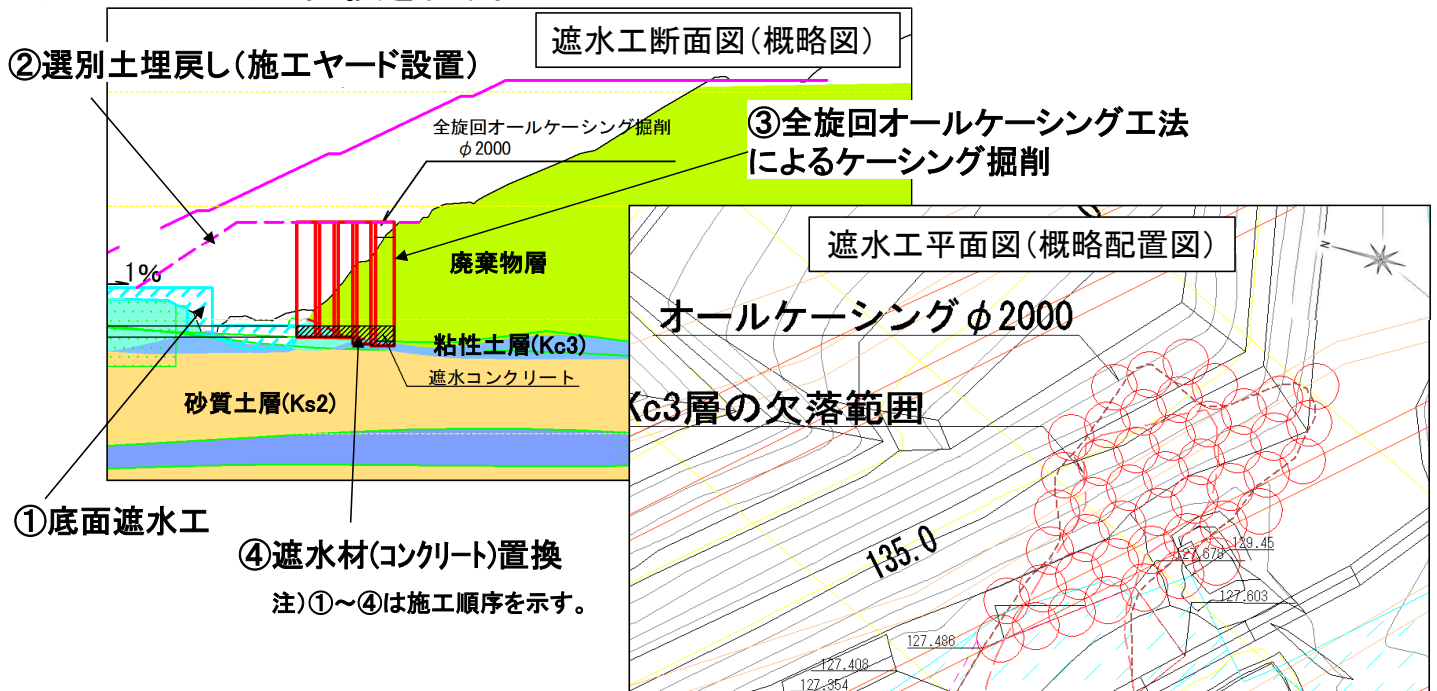 遮水工断面図(概略図)
②選別土埋戻し(施工ヤード設置)
全旋回オールケーシング掘削
φ2000
③全旋回オールケーシング工法
によるケーシング掘削
1%
廃棄物層
粘性土層(Kc3)
遮水コンクリート
砂質土層(Ks2)
①底面遮水工
④遮水材(コンクリート)置換
注)①~④は施工順序を示す。
遮水工平面図(概略配置図)
N
オールケーシングφ2000
Kc3層の欠落範囲
135.0
129.45
127.678
127.603
127.486
127.408
127.354